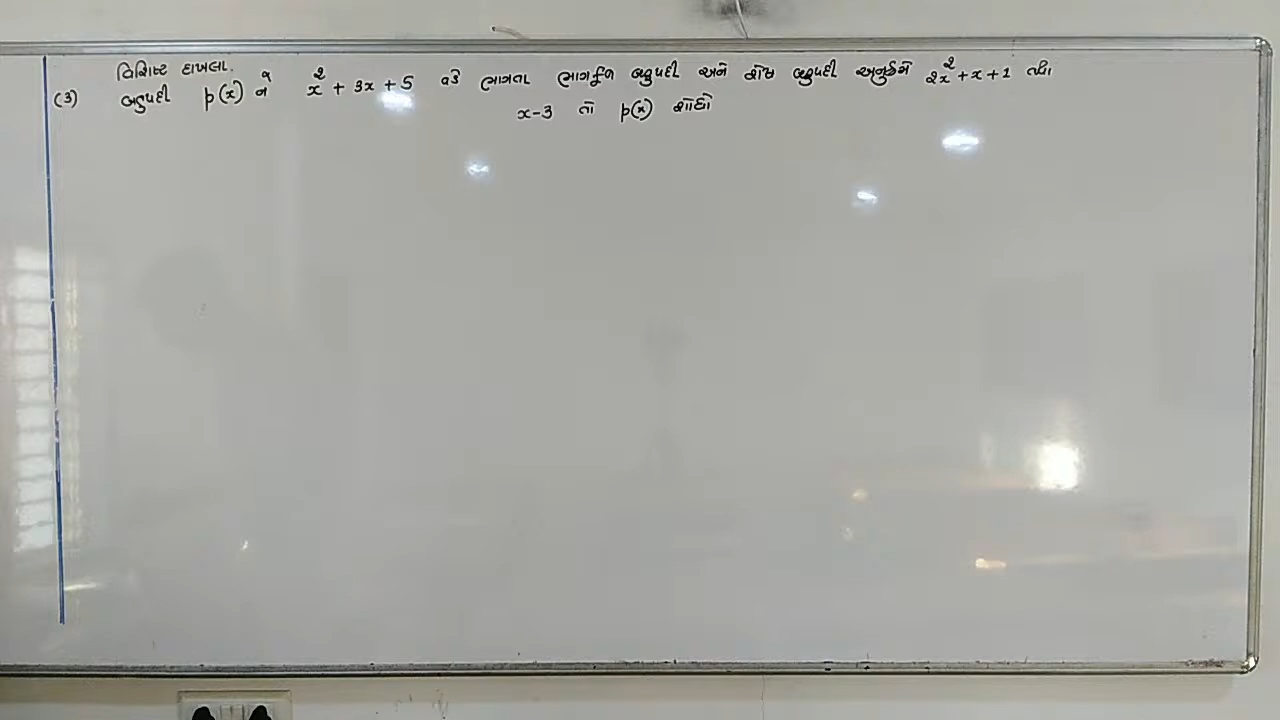 વિશિષ્ટ દાખલા.
(૩) બહુપદી p(x) ને x² + 3x + 5 વડે ભાગતા ભાગફળ બહુપદી અને શેષ બહુપદી અનુક્રમે 2x² + x + 1 તથા
x-3 તો p(x) શોધો